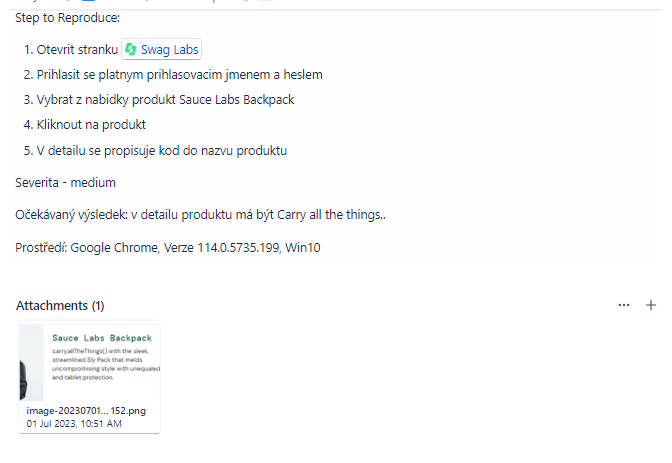 Step to Reproduce:
1. Otevrit stranku Swag Labs
2. Prihlasit se platnym prihlasovacim jmenem a heslem
3. Vybrat z nabidky produkt Sauce Labs Backpack
4. Kliknout na produkt
5. V detailu se propisuje kod do nazvu produktu
Severita - medium
Očekávaný výsledek: v detailu produktu má být Carry all the things..
Prostředí: Google Chrome, Verze 114.0.5735.199, Win10
Attachments (1)
Sauce Labs Backpack
carry.allTheThings() with the sleek,
streamlined Sly Pack that melds
uncompromising style with unequaled
and tablet protection.
image-20230701... 152.png
01 Jul 2023, 10:51 AM